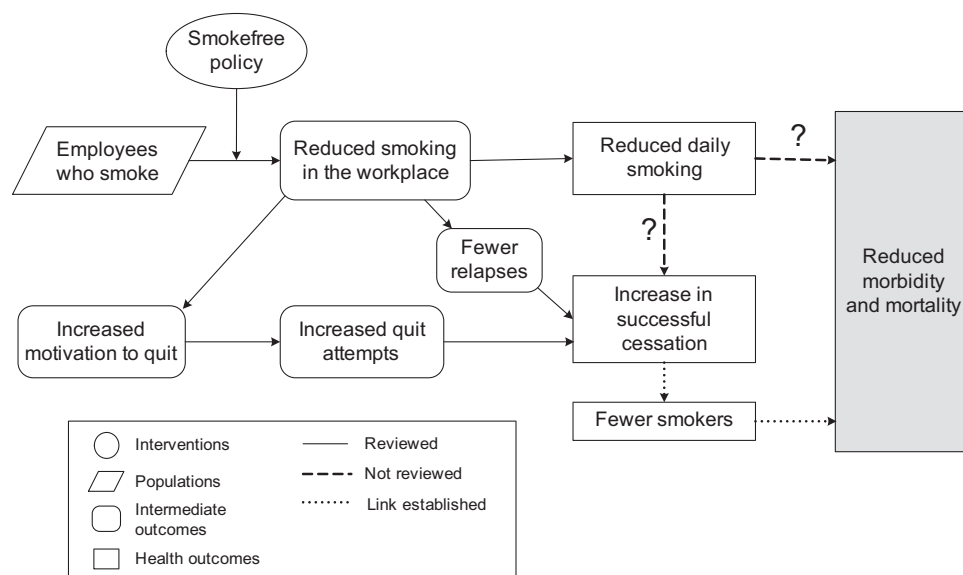 Smokefree
policy
Employees
who smoke
Reduced smoking
in the workplace
Reduced daily
smoking
?
?
Fewer
relapses
Reduced
morbidity
and mortality
Increased
motivation to quit
Increased quit
attempts
Increase in
successful
cessation
Fewer smokers
Interventions
Populations
Intermediate
outcomes
Health outcomes
Reviewed
Not reviewed
Link established